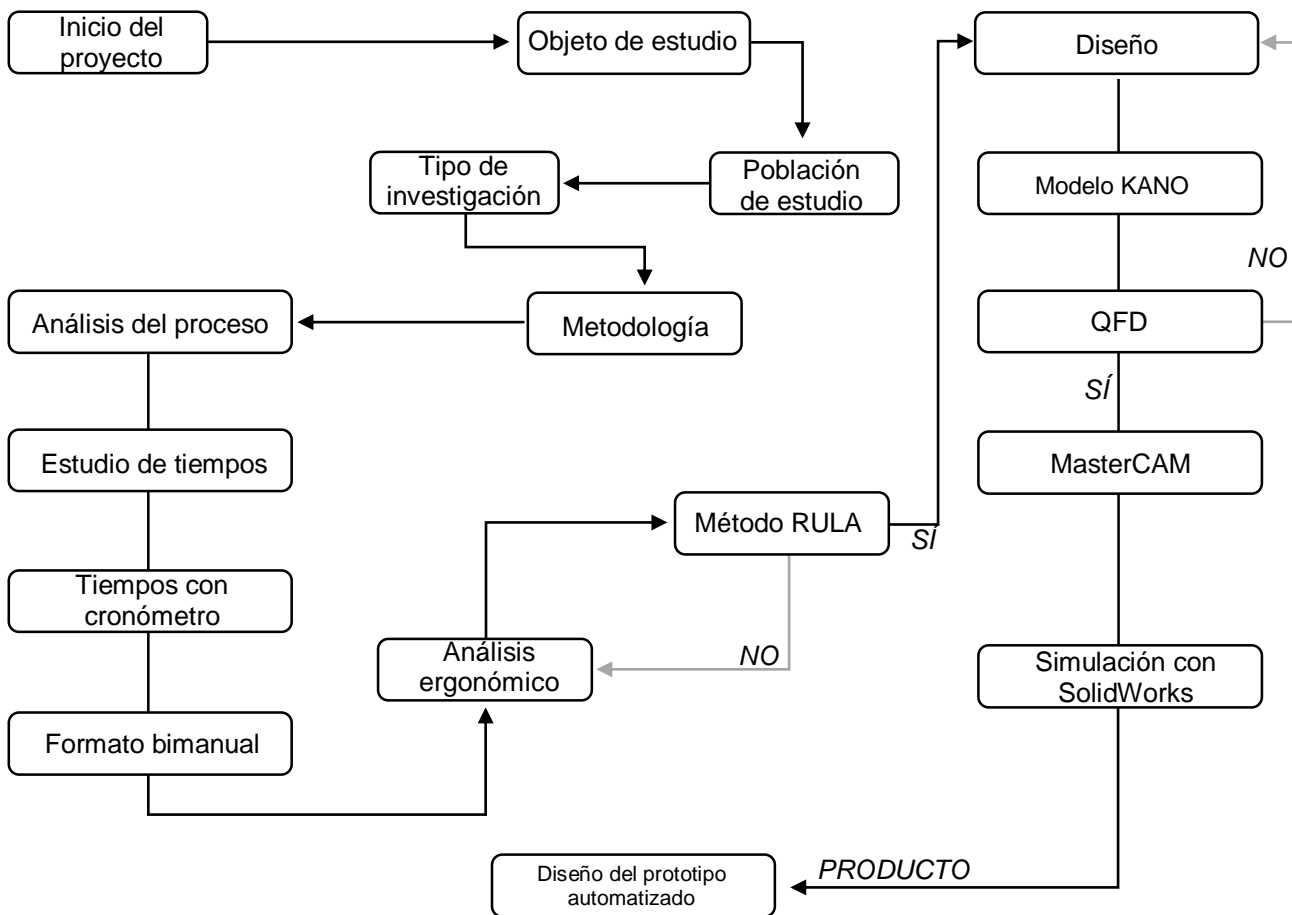 Inicio del
proyecto
Objeto de estudio
Población
de estudio
Tipo de
investigación
Metodología
Análisis del proceso
Estudio de tiempos
Tiempos con
cronómetro
Formato bimanual
Análisis
ergonómico
Método RULA
NO
SÍ
Diseño
Modelo KANO
QFD
NO
SÍ
MasterCAM
Simulación con
SolidWorks
PRODUCTO
Diseño del prototipo
automatizado